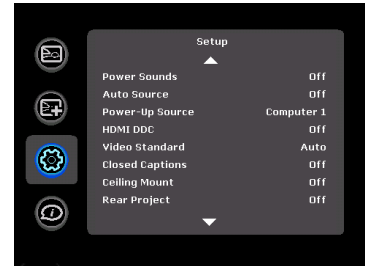 Setup
Power Sounds Off
Auto Source Off
Power-Up Source Computer 1
HDMI DDC Off
Video Standard Auto
Closed Captions Off
Ceiling Mount Off
Rear Project Off